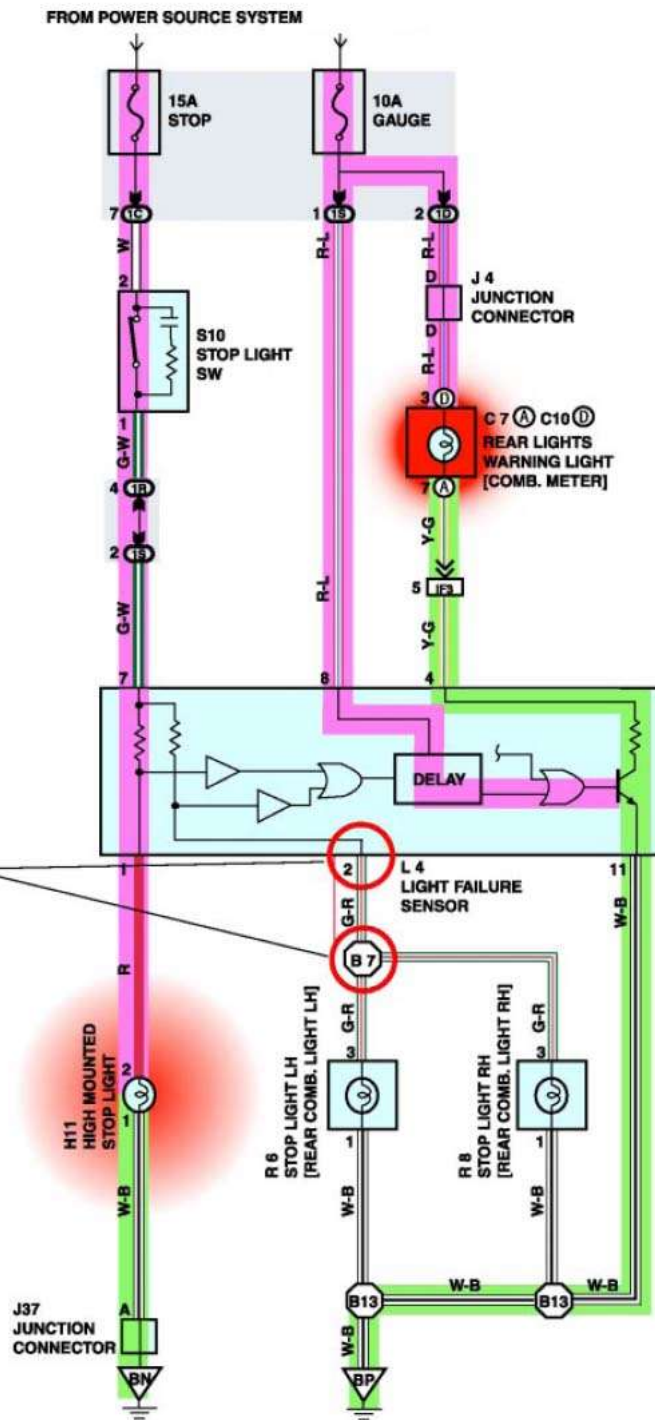 FROM POWER SOURCE SYSTEM
15A
STOP
10A
GAUGE
7 1C
1 1S
2 1D
W
R-L
R-L
2
D
J 4
JUNCTION
CONNECTOR
D
S10
STOP LIGHT
SW
R-L
3 D
C 7 A C10 D
REAR LIGHTS
WARNING LIGHT
[COMB. METER]
1
G-W
7 A
4 1R
Y-G
2 1S
5 IF3
G-W
R-L
Y-G
7
8
4
DELAY
1
2
L 4
LIGHT FAILURE
SENSOR
11
G-R
W-B
R
B 7
G-R
G-R
2
H11
HIGH MOUNTED
STOP LIGHT
1
3
R 6
STOP LIGHT LH
[REAR COMB. LIGHT LH]
1
3
R 8
STOP LIGHT RH
[REAR COMB. LIGHT RH]
1
W-B
W-B
W-B
W-B
W-B
B13
B13
J37
JUNCTION
CONNECTOR
A
W-B
BN
BP